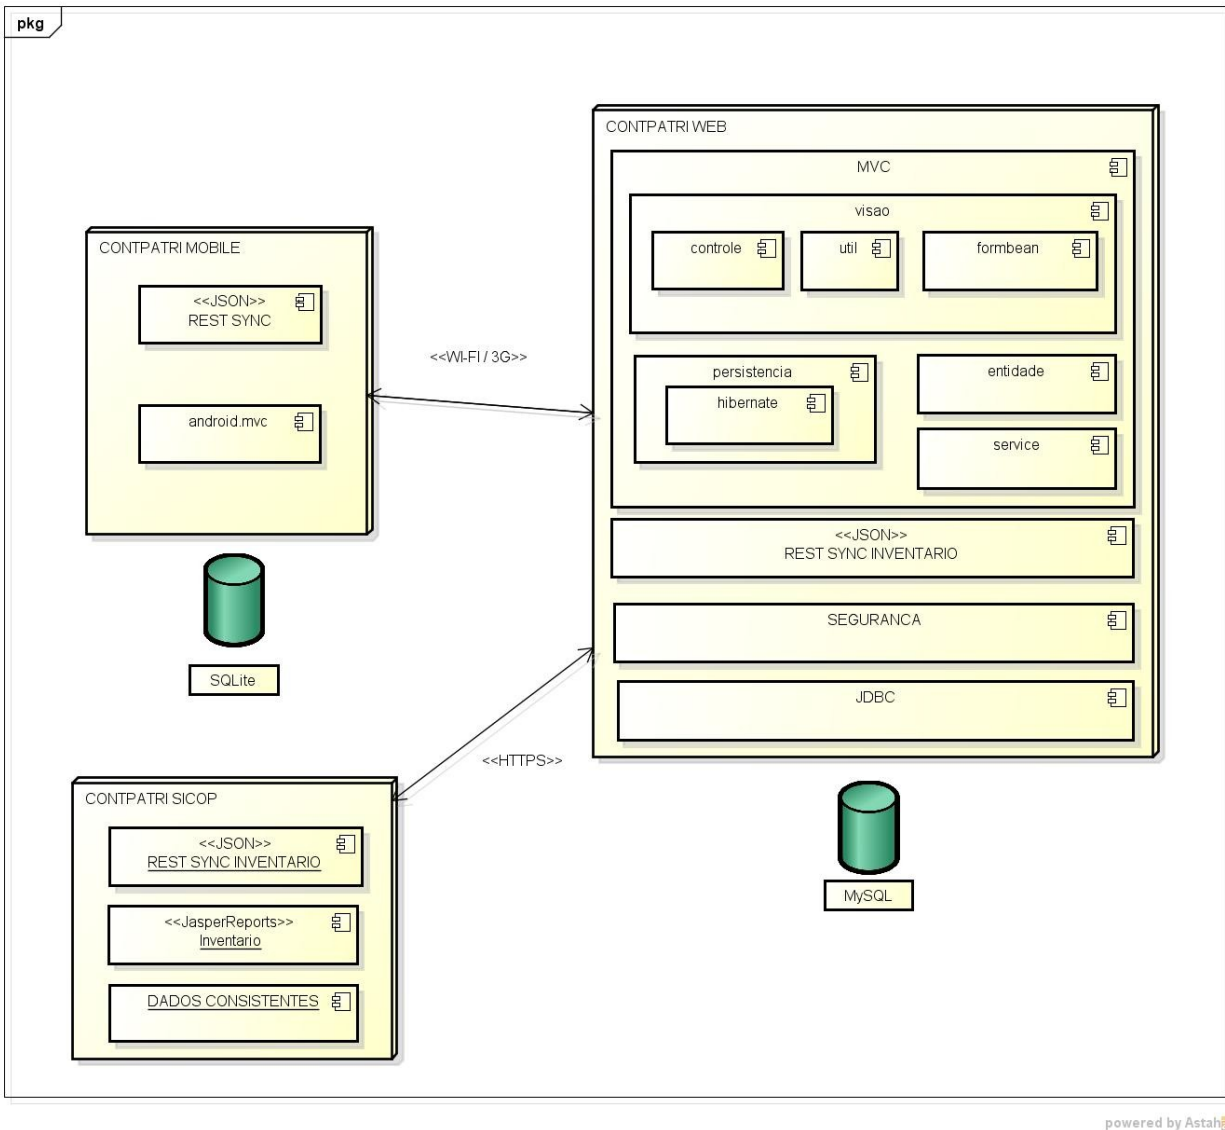 pkg
CONTPATRI WEB
MVC
visao
controle
util
formbean
persistencia
hibernate
entidade
service
<<JSON>>
REST SYNC INVENTARIO
SEGURANCA
JDBC
MySQL
CONTPATRI MOBILE
<<JSON>>
REST SYNC
android.mvc
SQLite
<<WI-FI / 3G>>
<<HTTPS>>
CONTPATRI SICOP
<<JSON>>
REST SYNC INVENTARIO
<<JasperReports>>
Inventario
DADOS CONSISTENTES
powered by Astah